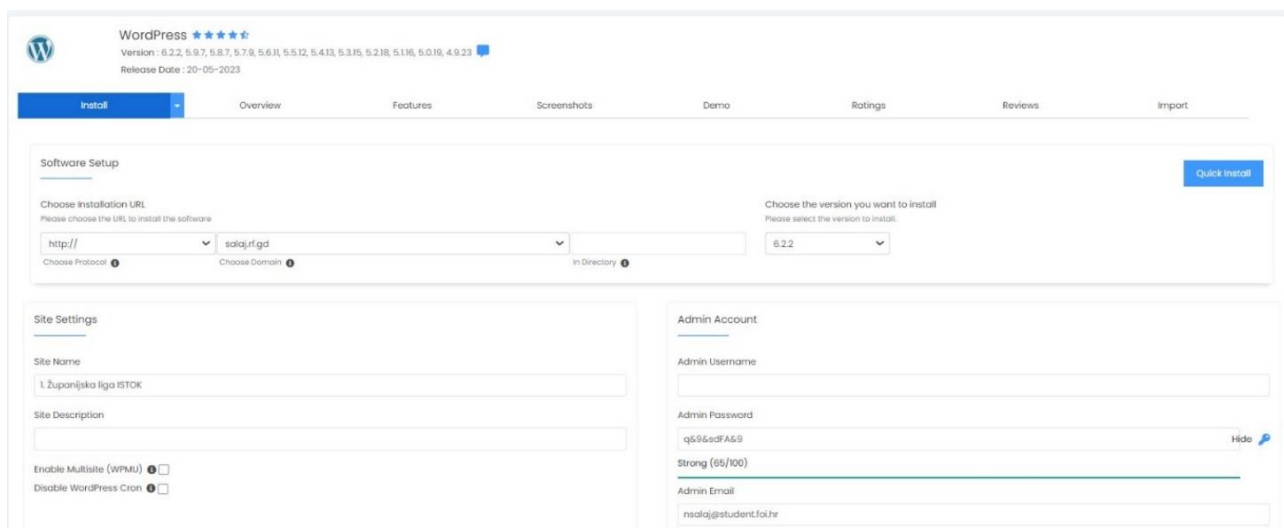 WordPress
Version : 6.2.2, 5.9.7, 5.8.7, 5.7.9, 5.6.11, 5.5.12, 5.4.13, 5.3.15, 5.2.18, 5.1.16, 5.0.19, 4.9.23
Release Date : 20-05-2023
Install Overview Features Screenshots Demo Ratings Reviews Import
Software Setup
Quick Install
Choose Installation URL
Please choose the URL to install the software
http:// salaj.rf.gd
Choose Protocol Choose Domain In Directory
Choose the version you want to install
Please select the version to install.
6.2.2
Site Settings
Site Name
1. Županijska liga ISTOK
Site Description
Enable Multisite (WPMU)
Disable WordPress Cron
Admin Account
Admin Username
Admin Password
q&9&sdFA&9 Hide
Strong (65/100)
Admin Email
nsalaj@student.foi.hr